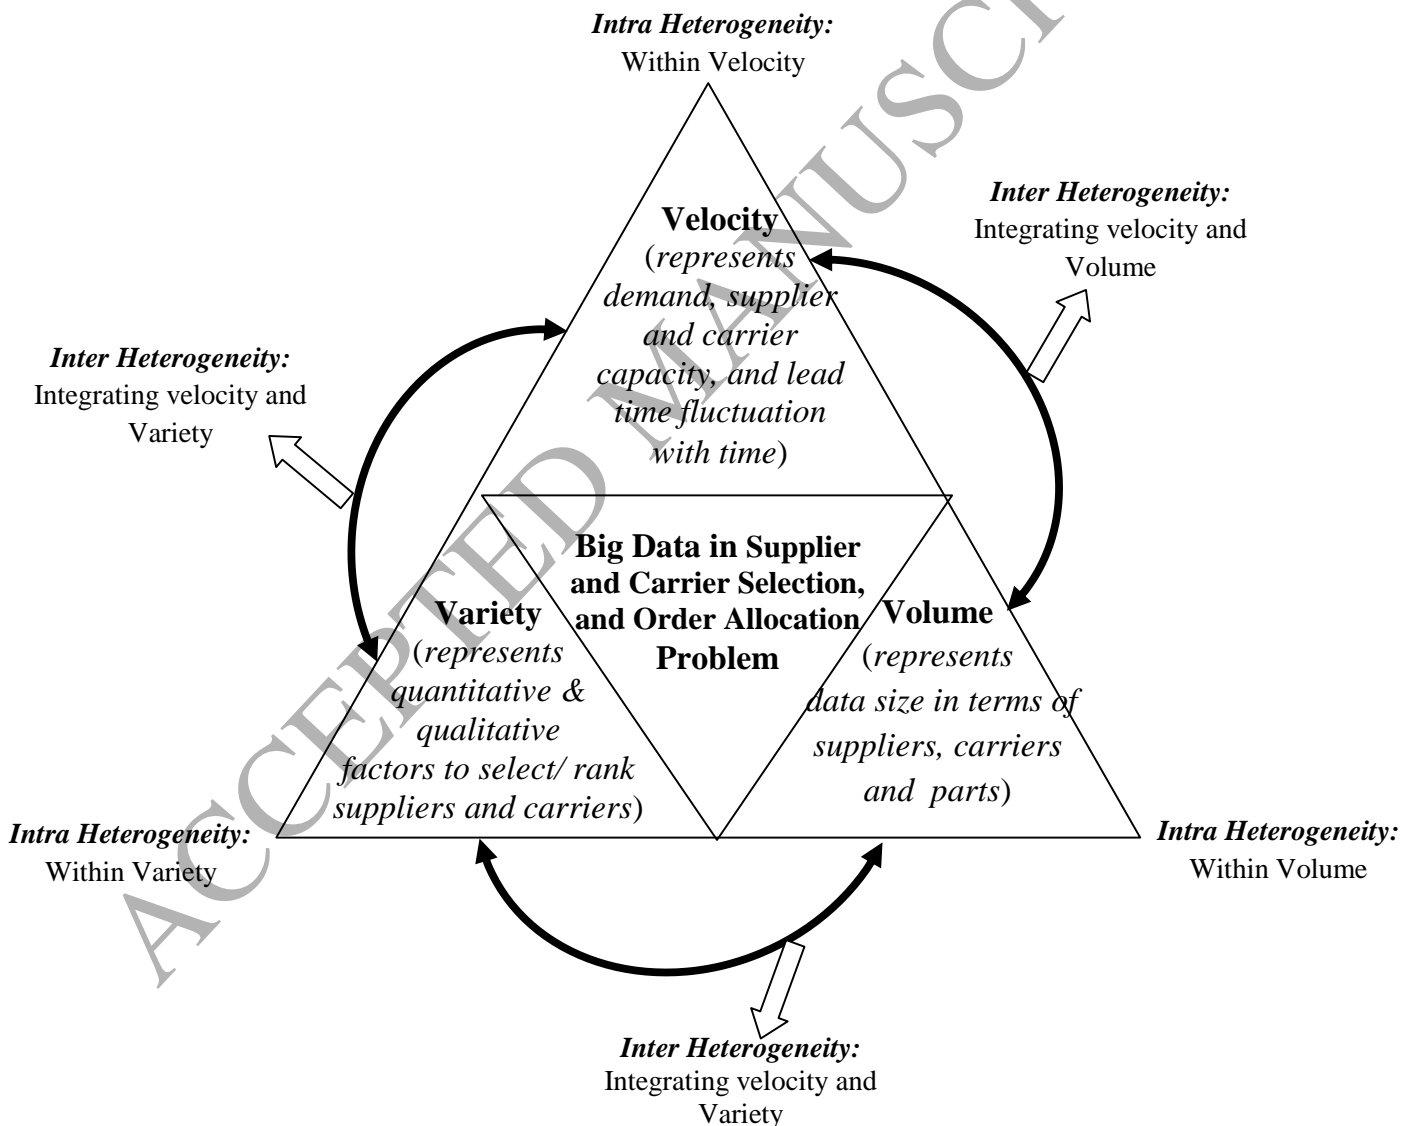 Intra Heterogeneity:
Within Velocity
Inter Heterogeneity:
Integrating velocity and
Volume
Velocity
(represents
demand, supplier
and carrier
capacity, and lead
time fluctuation
with time)
Inter Heterogeneity:
Integrating velocity and
Variety
Big Data in Supplier
and Carrier Selection,
and Order Allocation
Problem
Variety
(represents
quantitative &
qualitative
factors to select/ rank
suppliers and carriers)
Volume
(represents
data size in terms of
suppliers, carriers
and parts)
Intra Heterogeneity:
Within Variety
Intra Heterogeneity:
Within Volume
Inter Heterogeneity:
Integrating velocity and
Variety
ACCEPTED MANUSCRI